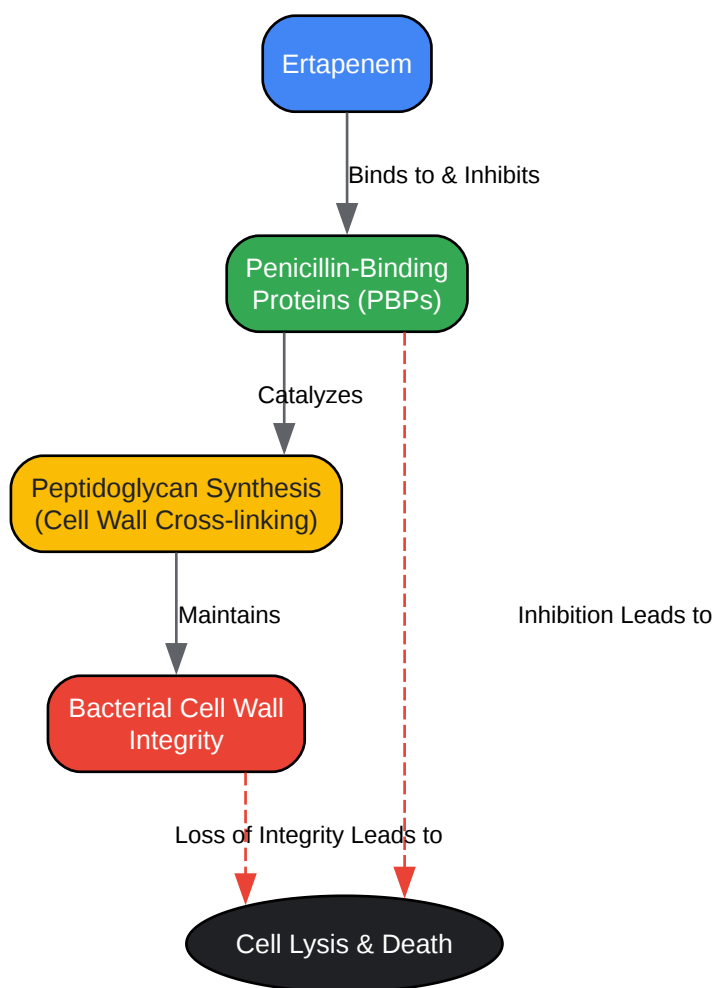 Ertapenem
Binds to & Inhibits
Penicillin-Binding
Proteins (PBPs)
Catalyzes
Peptidoglycan Synthesis
(Cell Wall Cross-linking)
Maintains
Inhibition Leads to
Bacterial Cell Wall
Integrity
Loss of Integrity Leads to
Cell Lysis & Death